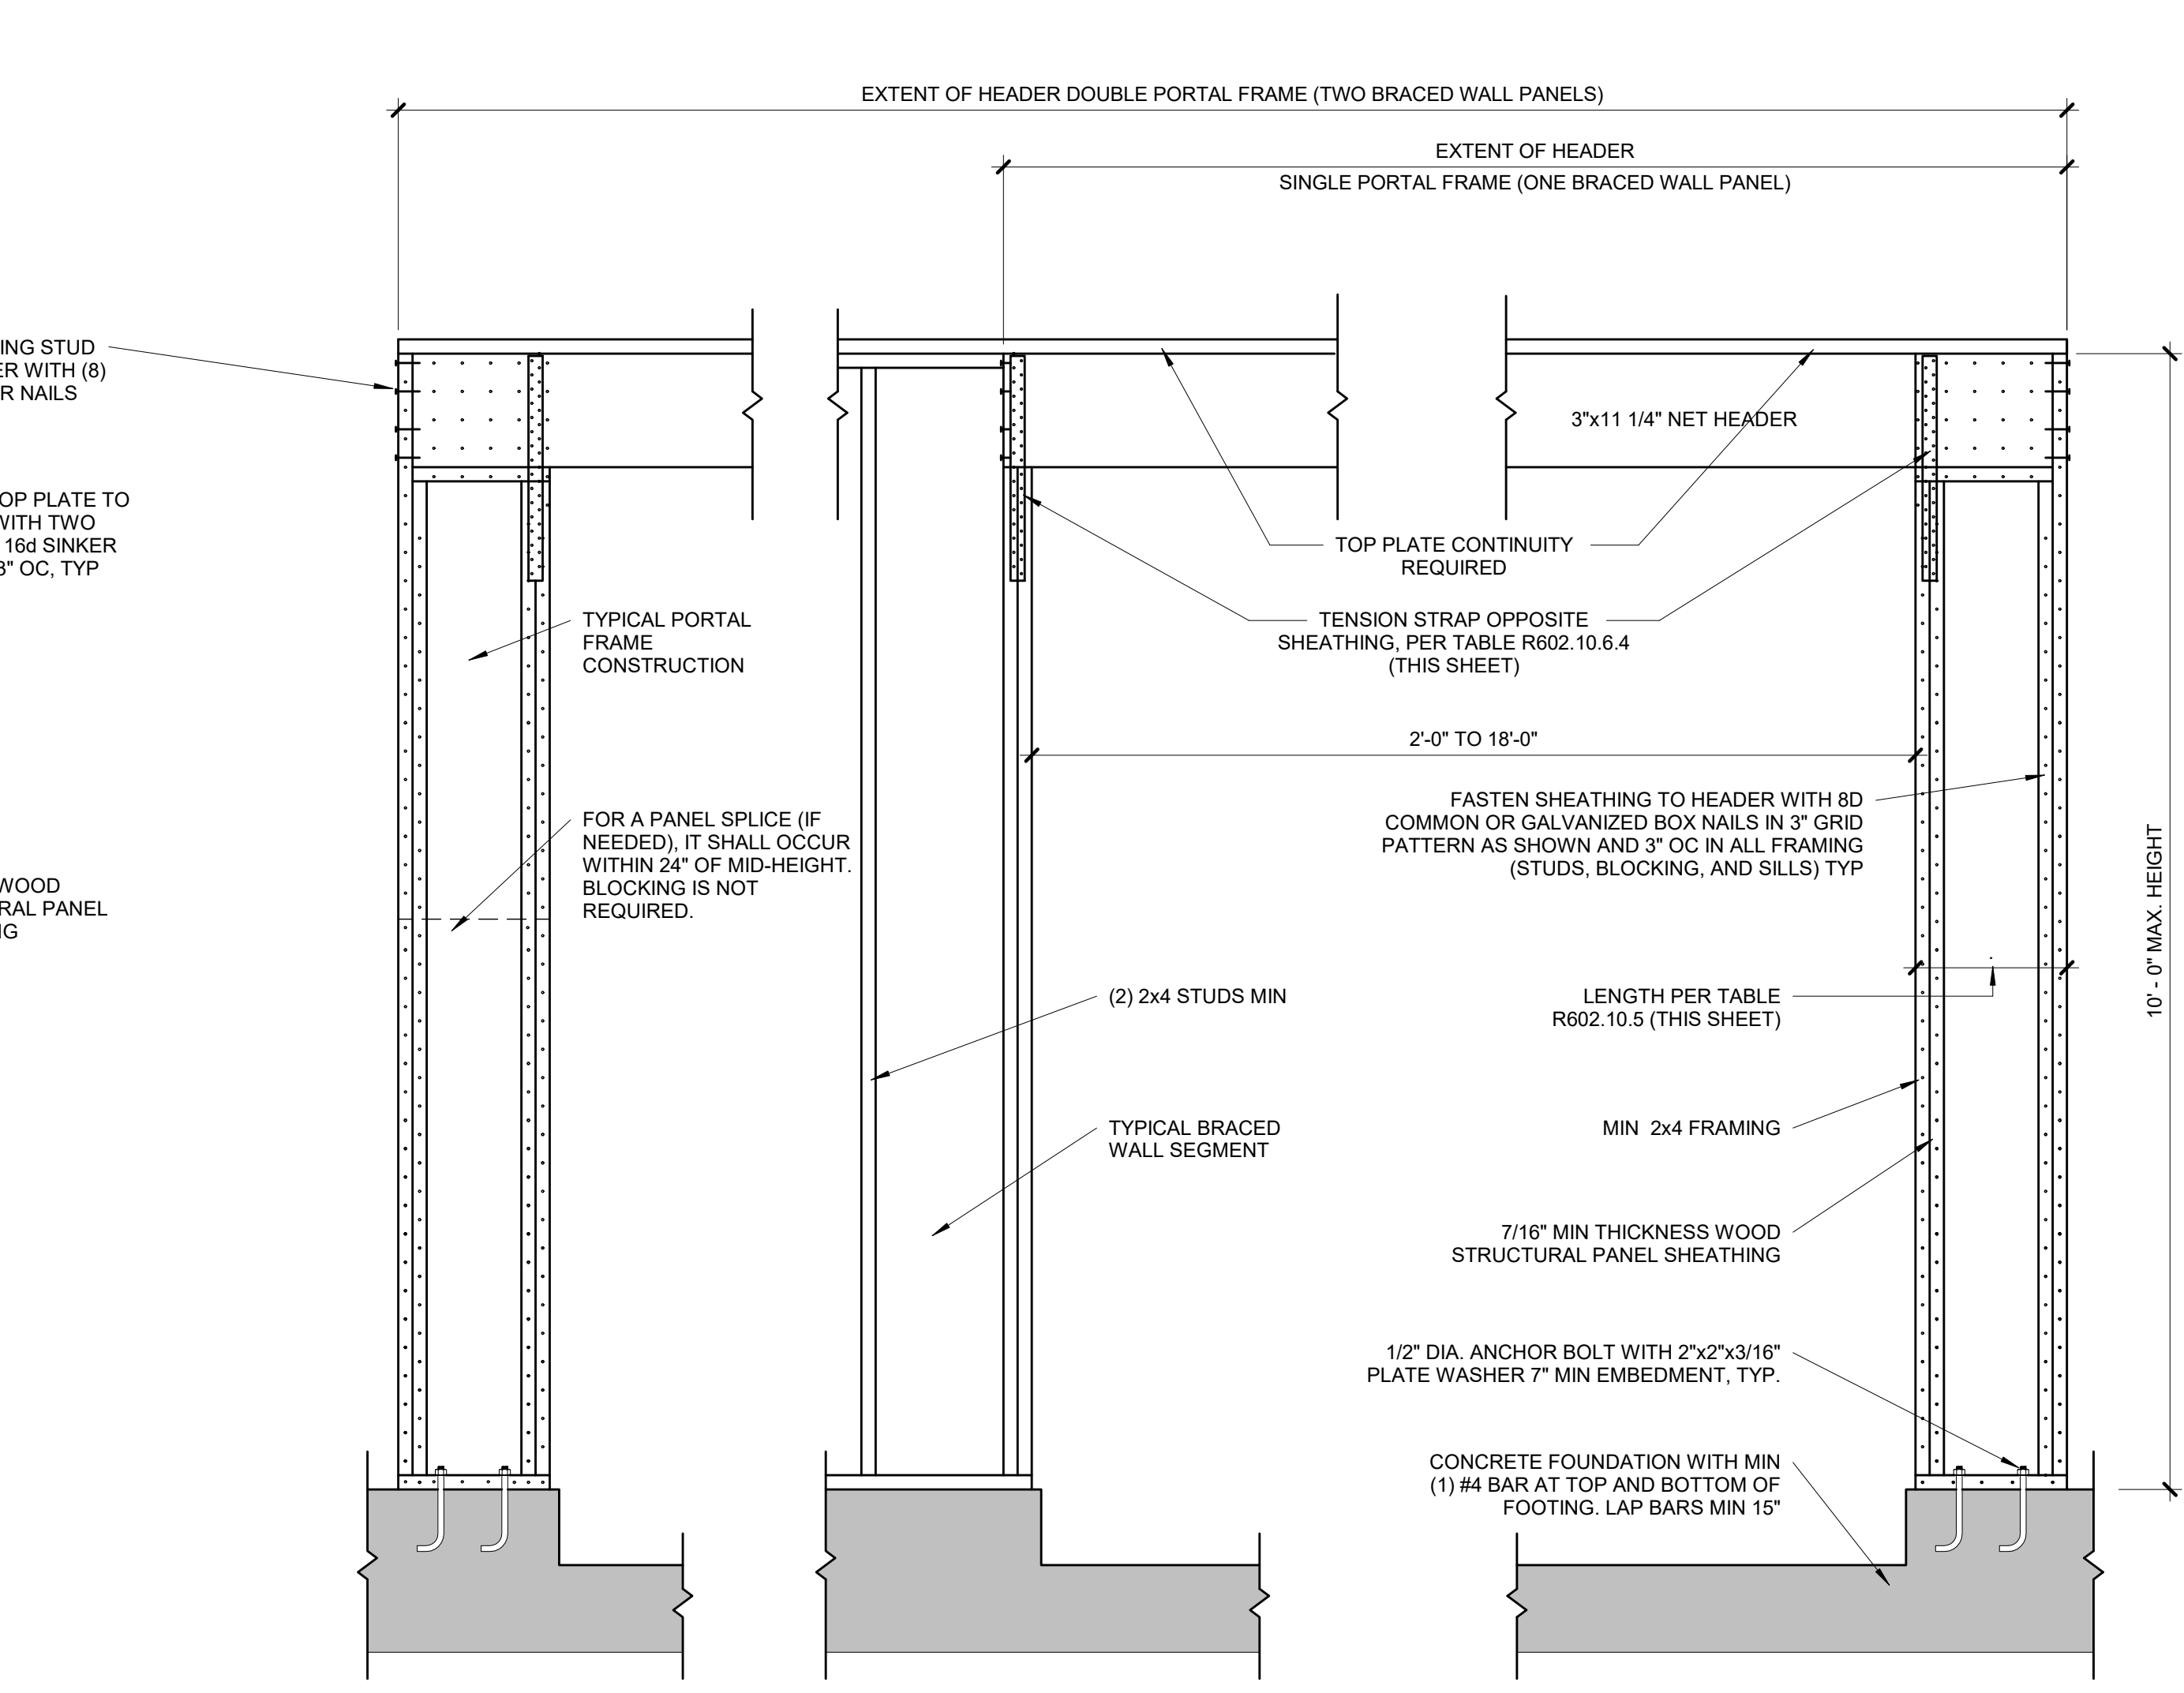 EXTENT OF HEADER DOUBLE PORTAL FRAME (TWO BRACED WALL PANELS)
EXTENT OF HEADER
SINGLE PORTAL FRAME (ONE BRACED WALL PANEL)
ING STUD
ER WITH (8)
R NAILS
OP PLATE TO
WITH TWO
16d SINKER
3" OC, TYP
WOOD
RAL PANEL
NG
3"x11 1/4" NET HEADER
TOP PLATE CONTINUITY
REQUIRED
TENSION STRAP OPPOSITE
SHEATHING, PER TABLE R602.10.6.4
(THIS SHEET)
TYPICAL PORTAL
FRAME
CONSTRUCTION
2'-0" TO 18'-0"
FOR A PANEL SPLICE (IF
NEEDED), IT SHALL OCCUR
WITHIN 24" OF MID-HEIGHT.
BLOCKING IS NOT
REQUIRED.
FASTEN SHEATHING TO HEADER WITH 8D
COMMON OR GALVANIZED BOX NAILS IN 3" GRID
PATTERN AS SHOWN AND 3" OC IN ALL FRAMING
(STUDS, BLOCKING, AND SILLS) TYP
10' - 0" MAX. HEIGHT
(2) 2x4 STUDS MIN
LENGTH PER TABLE
R602.10.5 (THIS SHEET)
TYPICAL BRACED
WALL SEGMENT
MIN 2x4 FRAMING
7/16" MIN THICKNESS WOOD
STRUCTURAL PANEL SHEATHING
1/2" DIA. ANCHOR BOLT WITH 2"x2"x3/16"
PLATE WASHER 7" MIN EMBEDMENT, TYP.
CONCRETE FOUNDATION WITH MIN
(1) #4 BAR AT TOP AND BOTTOM OF
FOOTING. LAP BARS MIN 15"